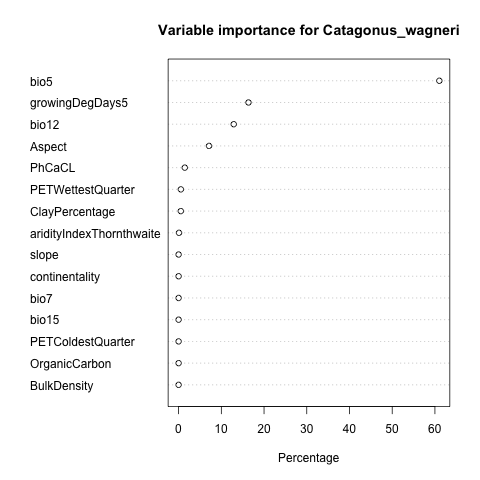 Variable importance for Catagonus_wagneri
bio5
growingDegDays5
bio12
Aspect
PhCaCL
PETWettestQuarter
ClayPercentage
aridityIndexThornthwaite
slope
continentality
bio7
bio15
PETColdestQuarter
OrganicCarbon
BulkDensity
0 10 20 30 40 50 60
Percentage